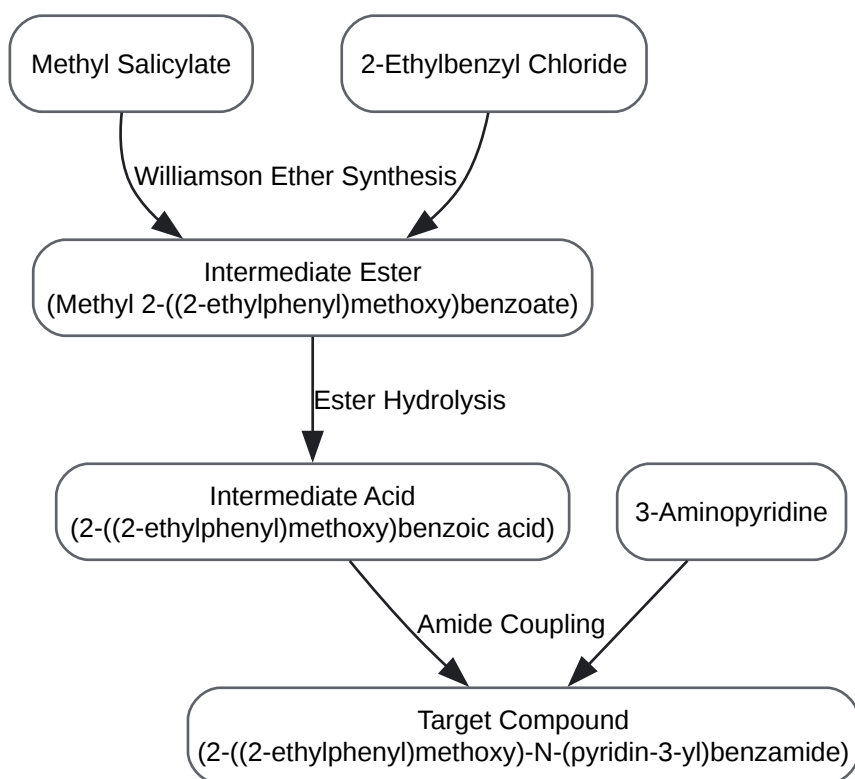 Methyl Salicylate
2-Ethylbenzyl Chloride
Williamson Ether Synthesis
Intermediate Ester
(Methyl 2-((2-ethylphenyl)methoxy)benzoate)
Ester Hydrolysis
Intermediate Acid
(2-((2-ethylphenyl)methoxy)benzoic acid)
3-Aminopyridine
Amide Coupling
Target Compound
(2-((2-ethylphenyl)methoxy)-N-(pyridin-3-yl)benzamide)